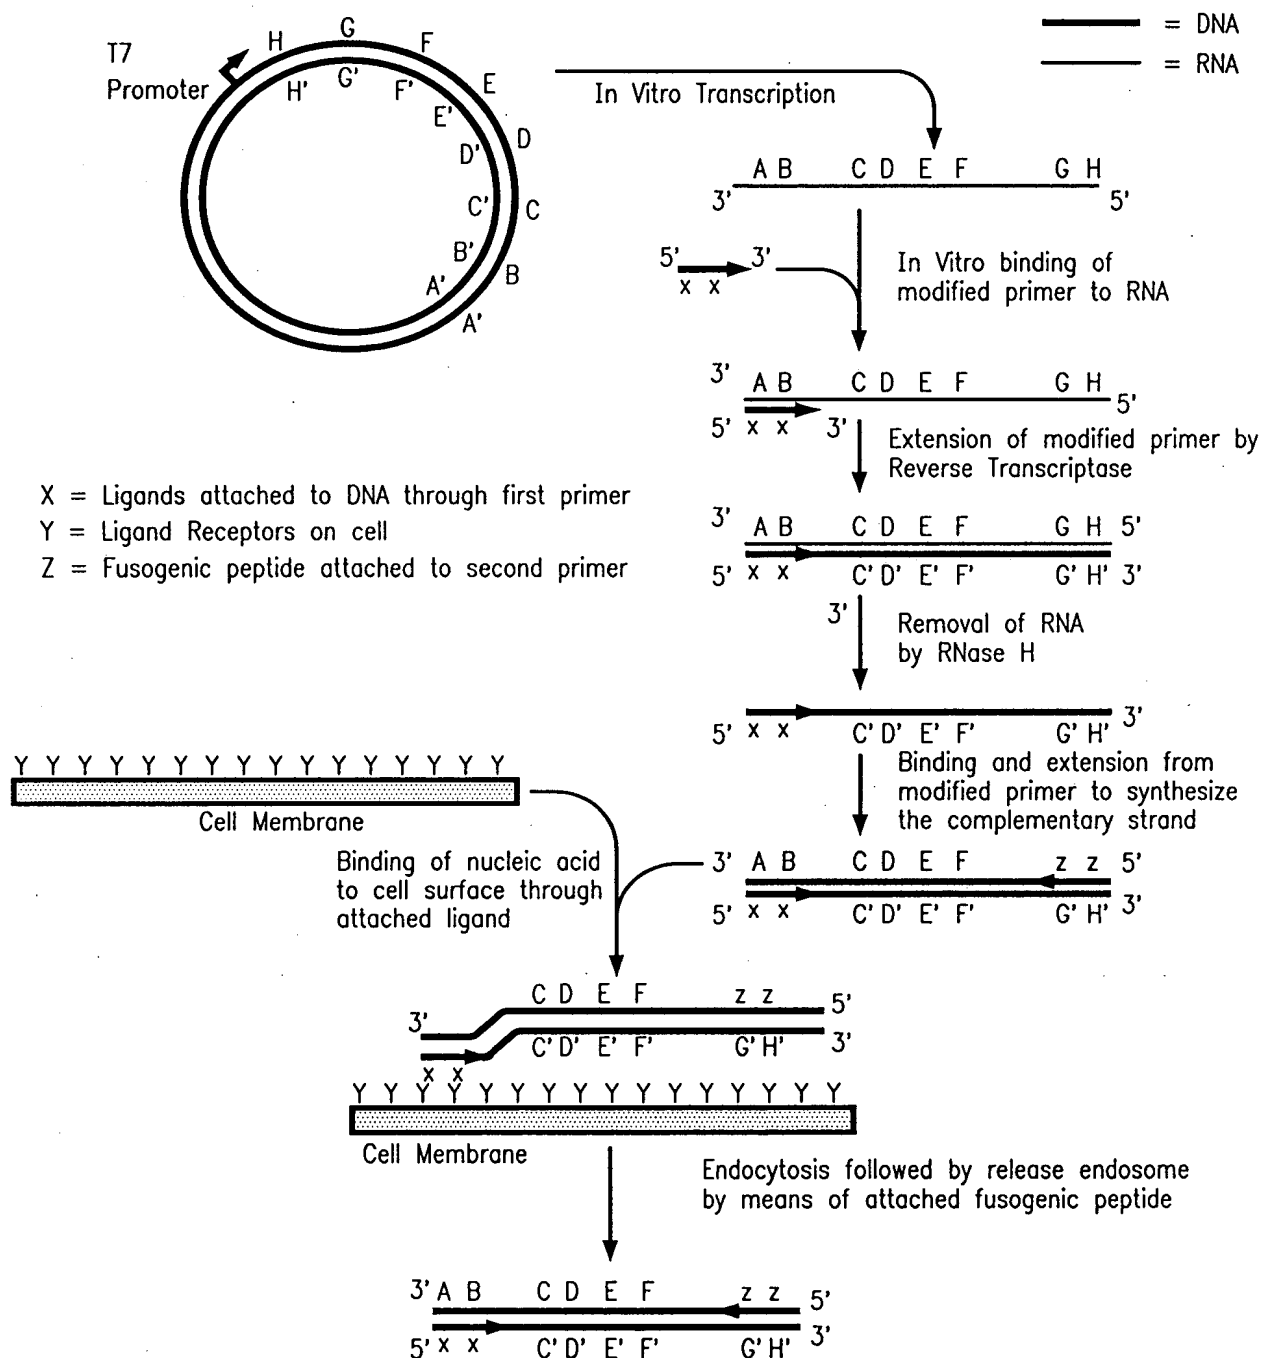 = DNA
= RNA
T7
Promoter
H G F E D C B A'
H' G' F' E' D' C' B' A'
In Vitro Transcription
A B C D E F G H
3' 5'
5' 3'
x x
In Vitro binding of
modified primer to RNA
3' A B C D E F G H 5'
5' x x 3'
Extension of modified primer by
Reverse Transcriptase
X = Ligands attached to DNA through first primer
Y = Ligand Receptors on cell
Z = Fusogenic peptide attached to second primer
3' A B C D E F G H 5'
5' x x C' D' E' F' G' H' 3'
3'
Removal of RNA
by RNase H
5' x x C' D' E' F' G' H' 3'
Binding and extension from
modified primer to synthesize
the complementary strand
Y Y Y Y Y Y Y Y Y Y Y Y Y Y Y Y
Cell Membrane
Binding of nucleic acid
to cell surface through
attached ligand
3' A B C D E F z z 5'
5' x x C' D' E' F' G' H' 3'
C D E F z z 5'
3'
C' D' E' F' G' H' 3'
x x
Y Y Y Y Y Y Y Y Y Y Y Y Y Y Y Y
Cell Membrane
Endocytosis followed by release endosome
by means of attached fusogenic peptide
3' A B C D E F z z 5'
5' x x C' D' E' F' G' H' 3'